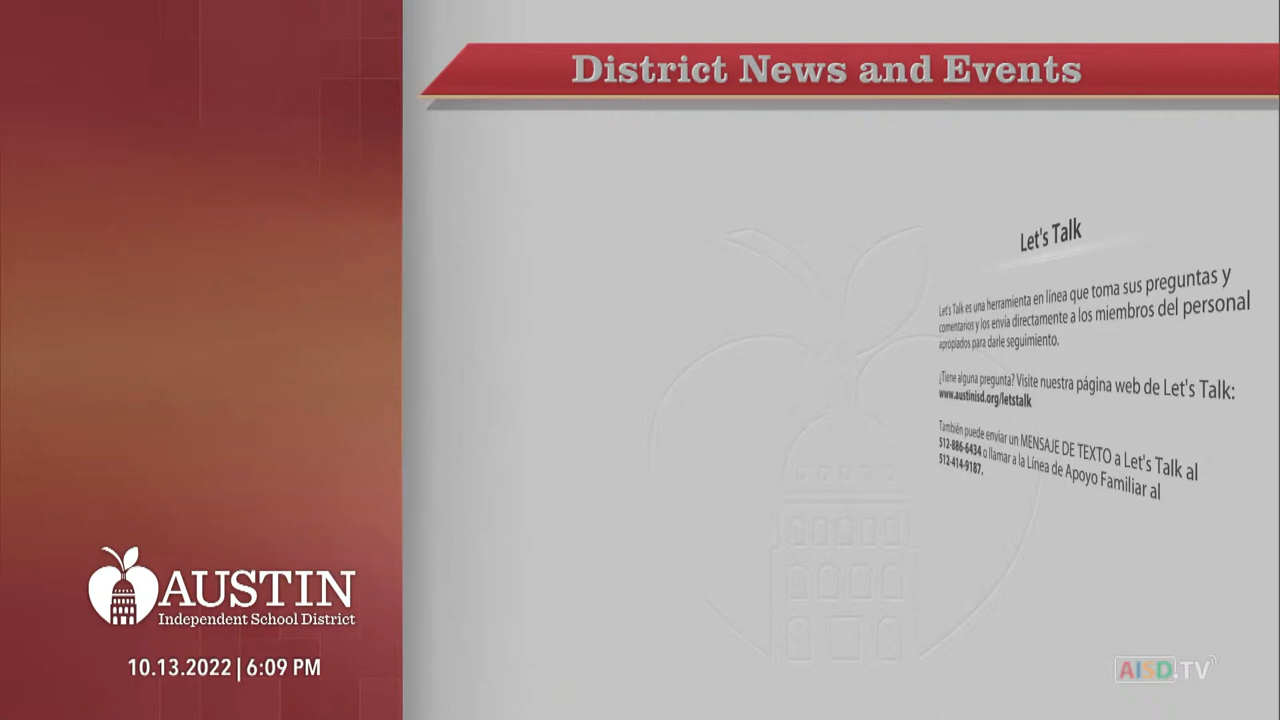 District News and Events
Let's Talk
Let's Talk es una herramienta en línea que toma sus preguntas y
comentarios y los envía directamente a los miembros del personal
apropiados para darle seguimiento.
¿Tiene alguna pregunta? Visite nuestra página web de Let's Talk:
www.austinisd.org/letstalk
También puede enviar un MENSAJE DE TEXTO a Let's Talk al
512-886-6434 o llamar a la Línea de Apoyo Familiar al
512-414-9187.
AUSTIN
Independent School District
10.13.2022 | 6:09 PM
AISD.TV